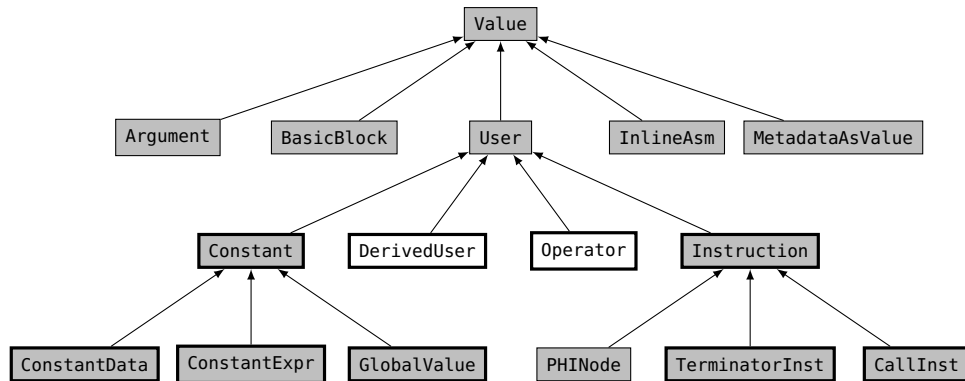 Value
Argument
BasicBlock
User
InlineAsm
MetadataAsValue
Constant
DerivedUser
Operator
Instruction
ConstantData
ConstantExpr
GlobalValue
PHINode
TerminatorInst
CallInst